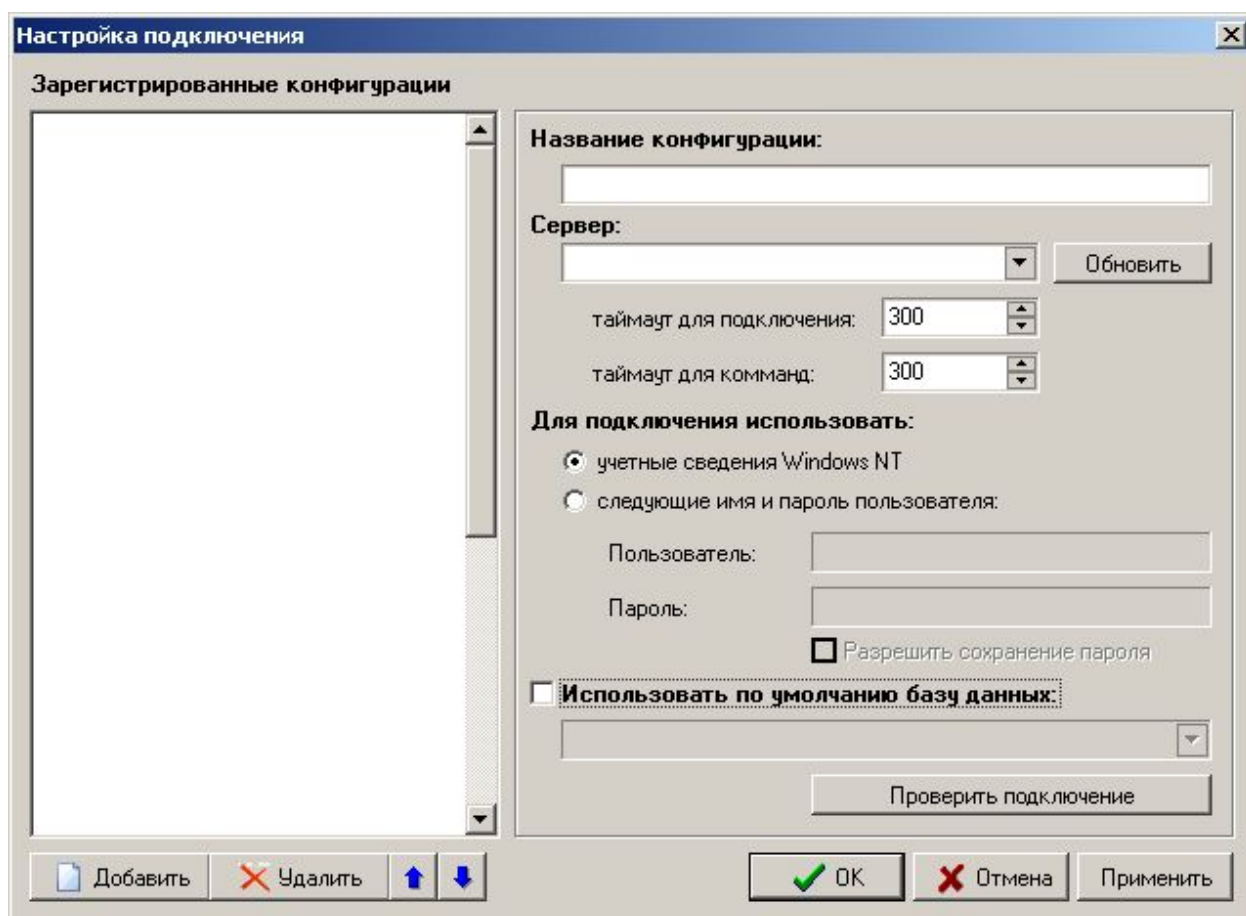 Настройка подключения
Зарегистрированные конфигурации
Название конфигурации:
Сервер:
Обновить
таймаут для подключения: 300
таймаут для комманд: 300
Для подключения использовать:
учетные сведения Windows NT
следующие имя и пароль пользователя:
Пользователь:
Пароль:
Разрешить сохранение пароля
Использовать по умолчанию базу данных:
Проверить подключение
Добавить Удалить OK Отмена Применить